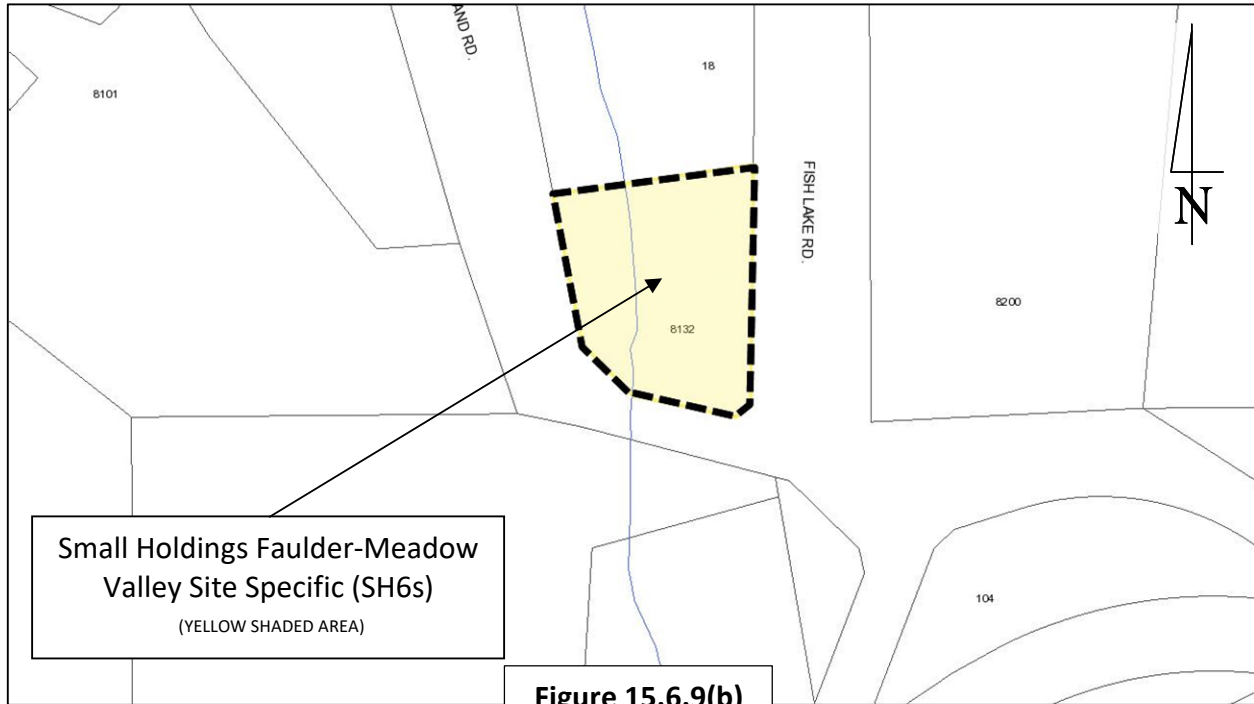 AND RD.
18
8101
FISH LAKE RD.
N
8132
8200
Small Holdings Faulder-Meadow
Valley Site Specific (SH6s)
(YELLOW SHADED AREA)
104
Figure 15.6.9(b)